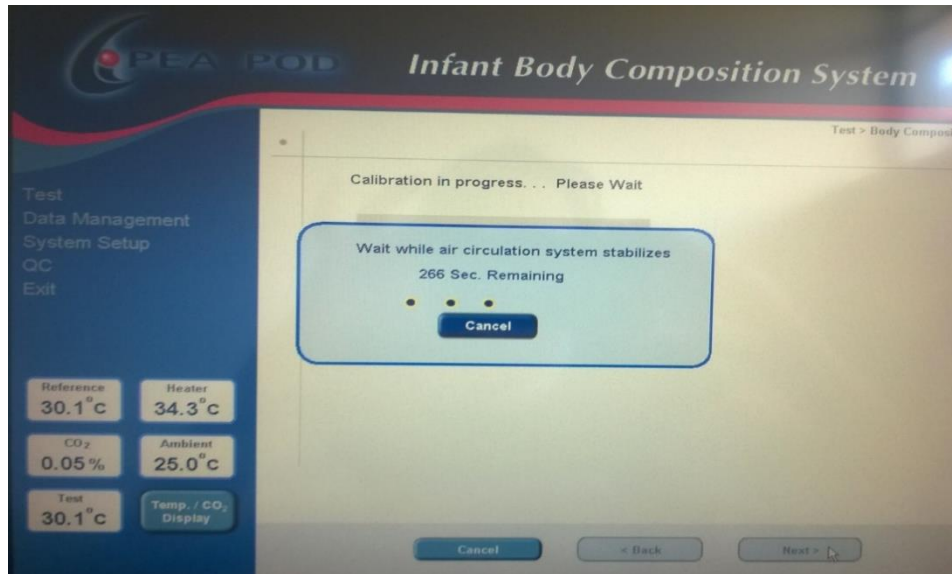 PEA POD
Infant Body Composition System
Test > Body Composi
Test
Data Management
System Setup
QC
Exit
Calibration in progress. . . Please Wait
Wait while air circulation system stabilizes
266 Sec. Remaining
Cancel
Reference
30.1°c
Heater
34.3°c
CO₂
0.05%
Ambient
25.0°c
Test
30.1°c
Temp. / CO₂
Display
Cancel
< Back
Next >